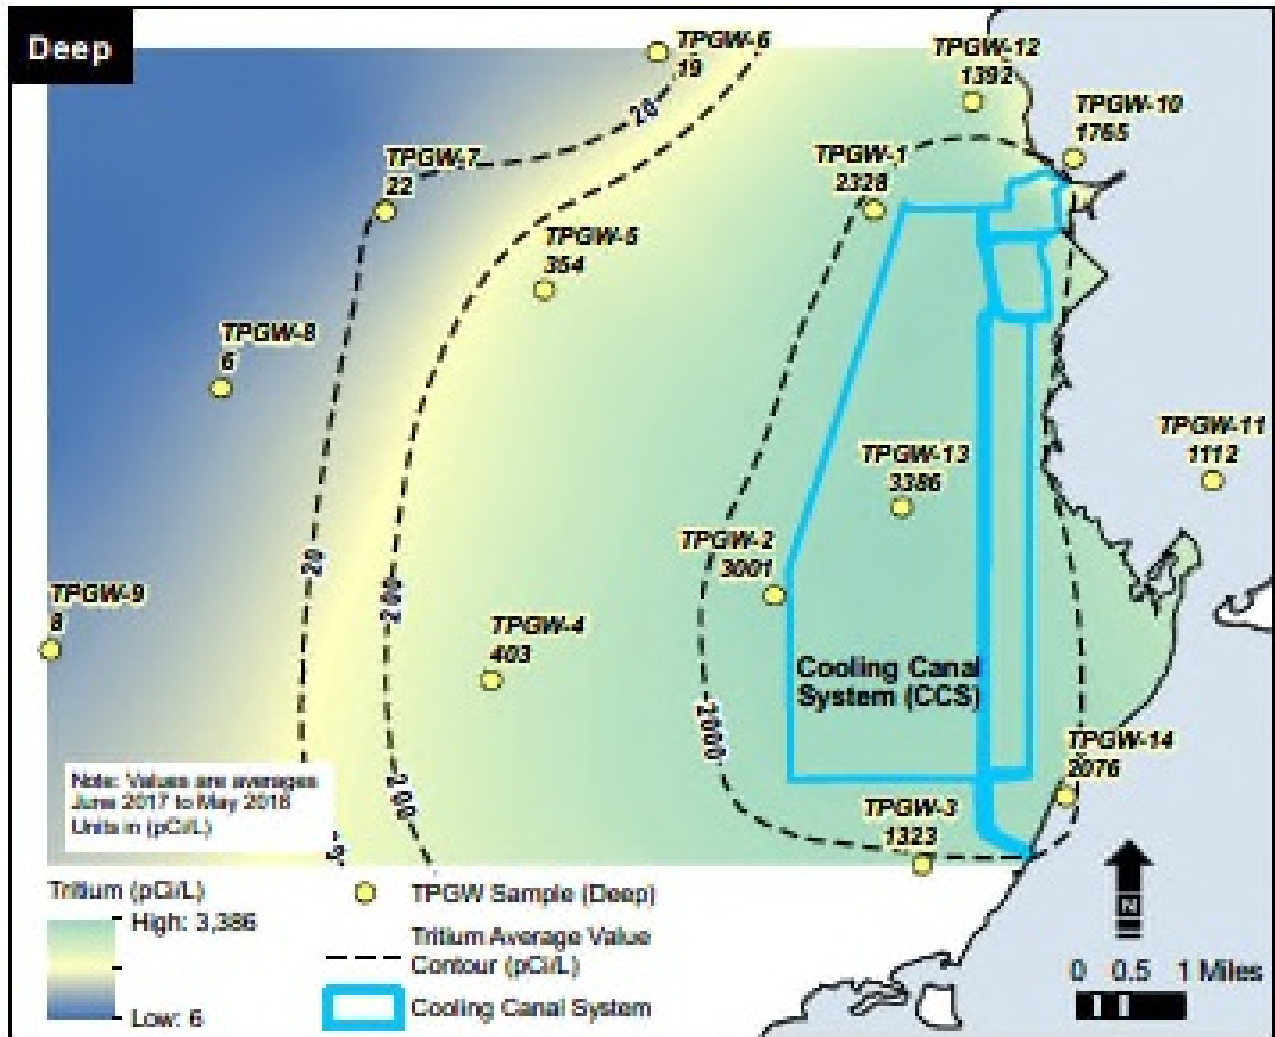 Deep
TPGW-6
19
TPGW-12
1392
TPGW-10
1765
20
TPGW-7
22
TPGW-1
2328
TPGW-5
354
TPGW-8
6
TPGW-11
1112
TPGW-13
3386
TPGW-2
3001
20
200
TPGW-9
8
TPGW-4
403
Cooling Canal
System (CCS)
2000
TPGW-14
2076
Note: Values are averages
June 2017 to May 2018
Units in (pCi/L)
200
TPGW-3
1323
Tritium (pCi/L)
High: 3,386
Low: 6
TPGW Sample (Deep)
Tritium Average Value
Contour (pCi/L)
Cooling Canal System
N
0 0.5 1 Miles